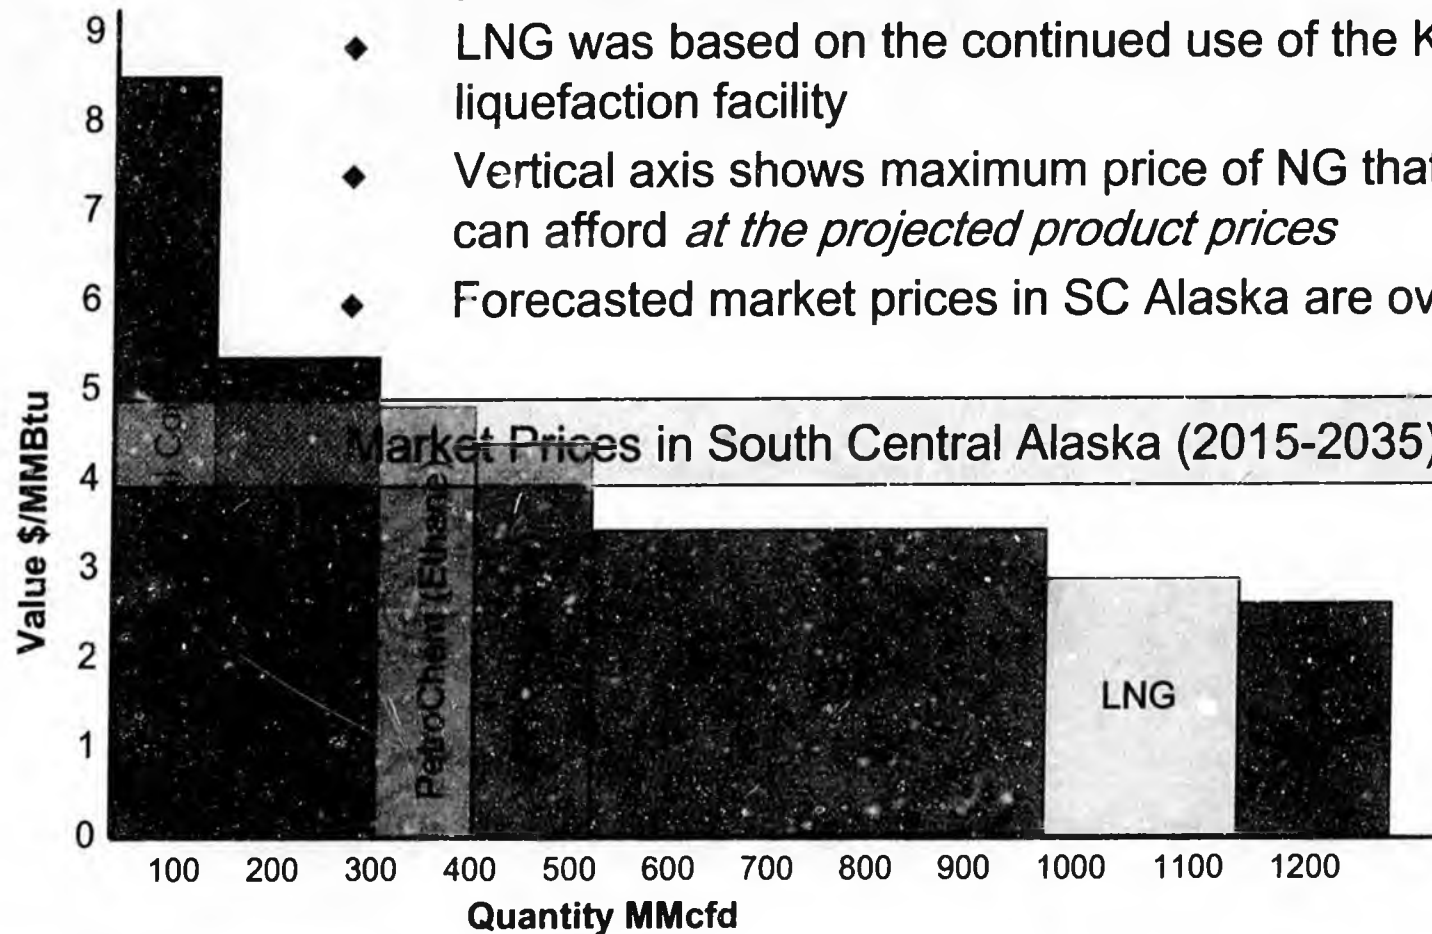 LNG was based on the continued use of the K
liquefaction facility
Vertical axis shows maximum price of NG that
can afford at the projected product prices
Forecasted market prices in SC Alaska are ov
Market Prices in South Central Alaska (2015-2035)
9
8
7
6
5
4
3
2
1
0
Value $/MMBtu
PetroChem (Ethane)
LNG
100 200 300 400 500 600 700 800 900 1000 1100 1200
Quantity MMcfd